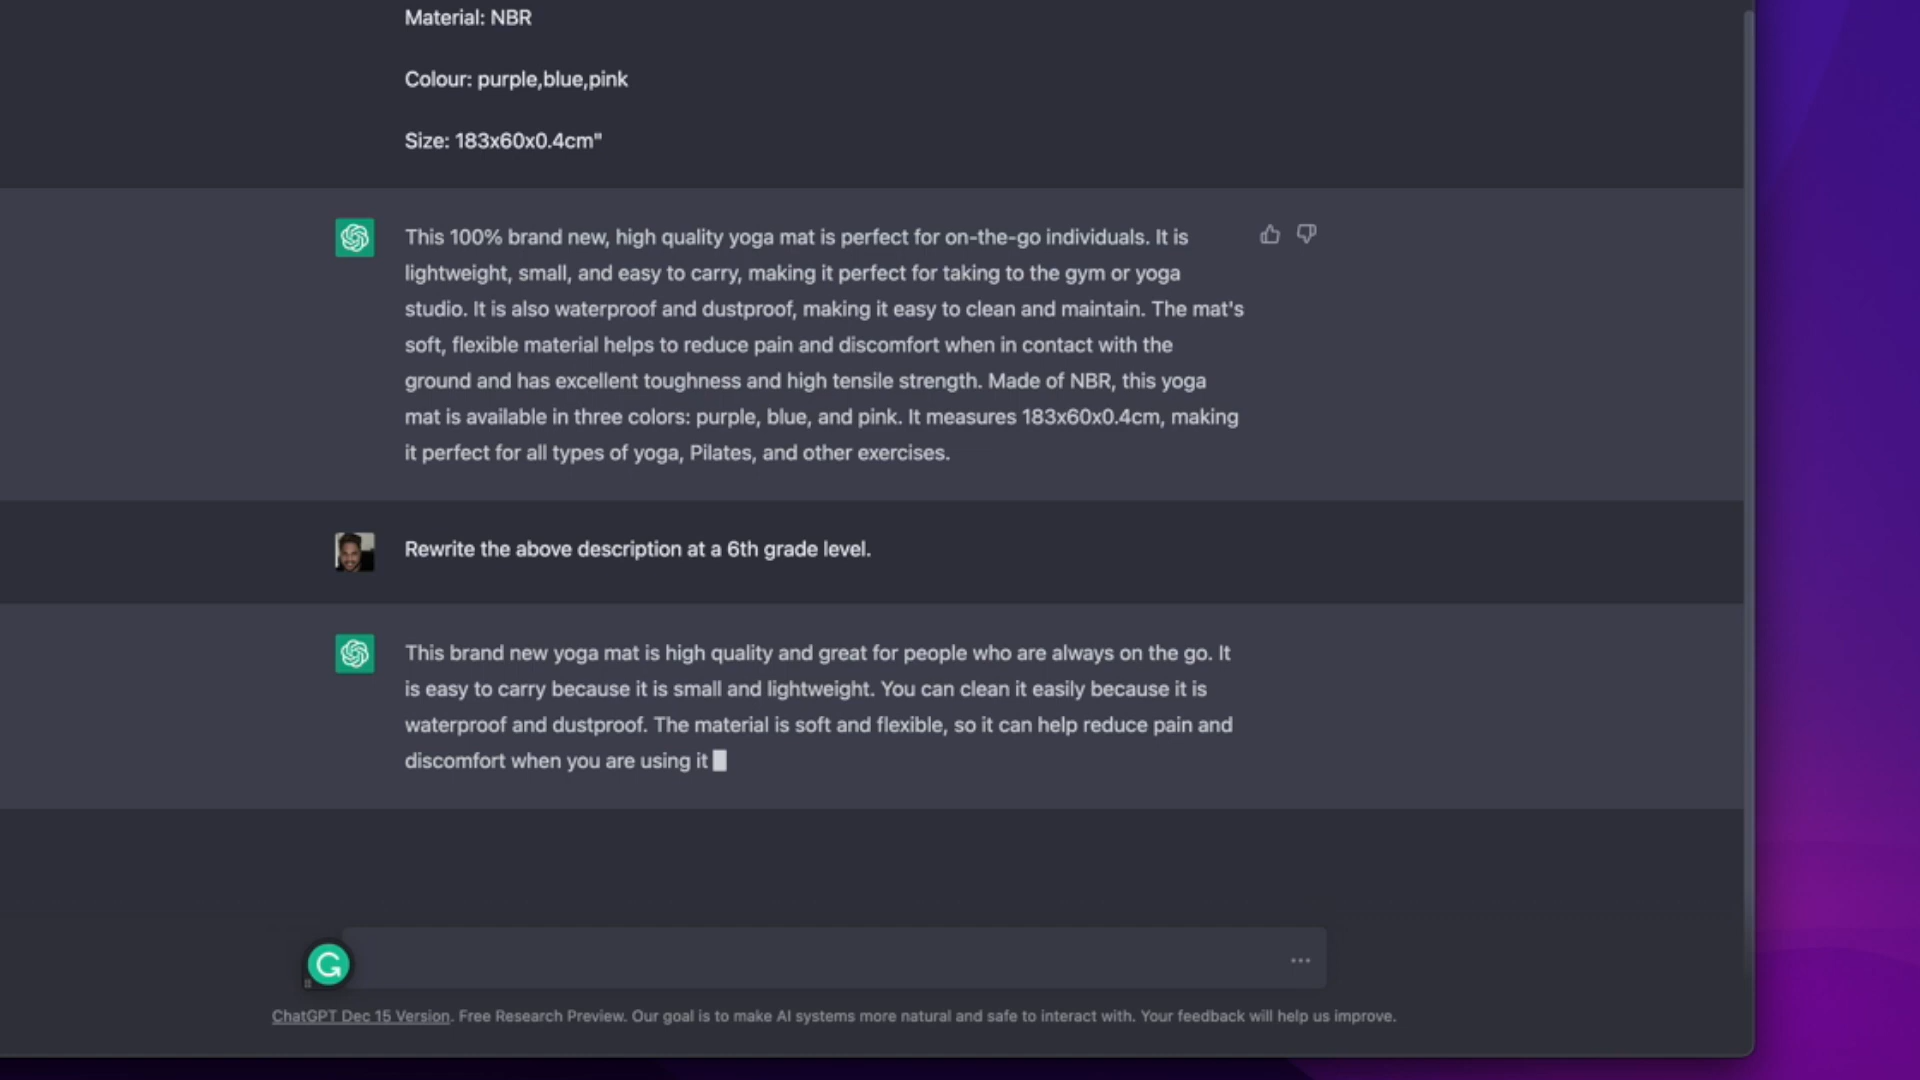 Material: NBR
Colour: purple,blue,pink
Size: 183x60x0.4cm"
This 100% brand new, high quality yoga mat is perfect for on-the-go individuals. It is
lightweight, small, and easy to carry, making it perfect for taking to the gym or yoga
studio. It is also waterproof and dustproof, making it easy to clean and maintain. The mat's
soft, flexible material helps to reduce pain and discomfort when in contact with the
ground and has excellent toughness and high tensile strength. Made of NBR, this yoga
mat is available in three colors: purple, blue, and pink. It measures 183x60x0.4cm, making
it perfect for all types of yoga, Pilates, and other exercises.
Rewrite the above description at a 6th grade level.
This brand new yoga mat is high quality and great for people who are always on the go. It
is easy to carry because it is small and lightweight. You can clean it easily because it is
waterproof and dustproof. The material is soft and flexible, so it can help reduce pain and
discomfort when you are using it
ChatGPT Dec 15 Version. Free Research Preview. Our goal is to make AI systems more natural and safe to interact with. Your feedback will help us improve.